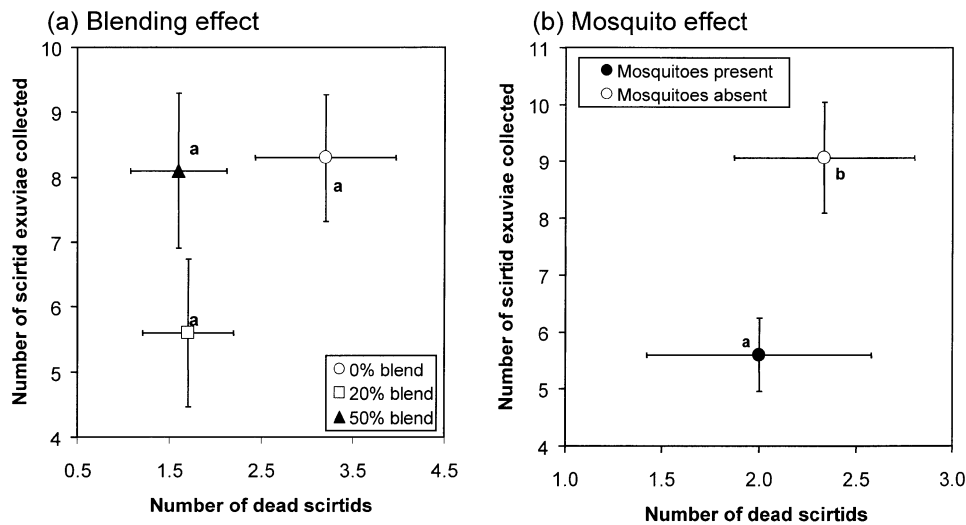 (a) Blending effect
Number of scirtid exuviae collected
10
9
8
7
6
5
4
a
a
a
0% blend
20% blend
50% blend
0.5
1.5
2.5
3.5
4.5
Number of dead scirtids
(b) Mosquito effect
Number of scirtid exuviae collected
11
10
9
8
7
6
5
4
Mosquitoes present
Mosquitoes absent
b
a
1.0
1.5
2.0
2.5
3.0
Number of dead scirtids